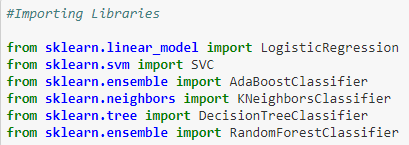 #Importing Libraries
from sklearn.linear_model import LogisticRegression
from sklearn.svm import SVC
from sklearn.ensemble import AdaBoostClassifier
from sklearn.neighbors import KNeighborsClassifier
from sklearn.tree import DecisionTreeClassifier
from sklearn.ensemble import RandomForestClassifier